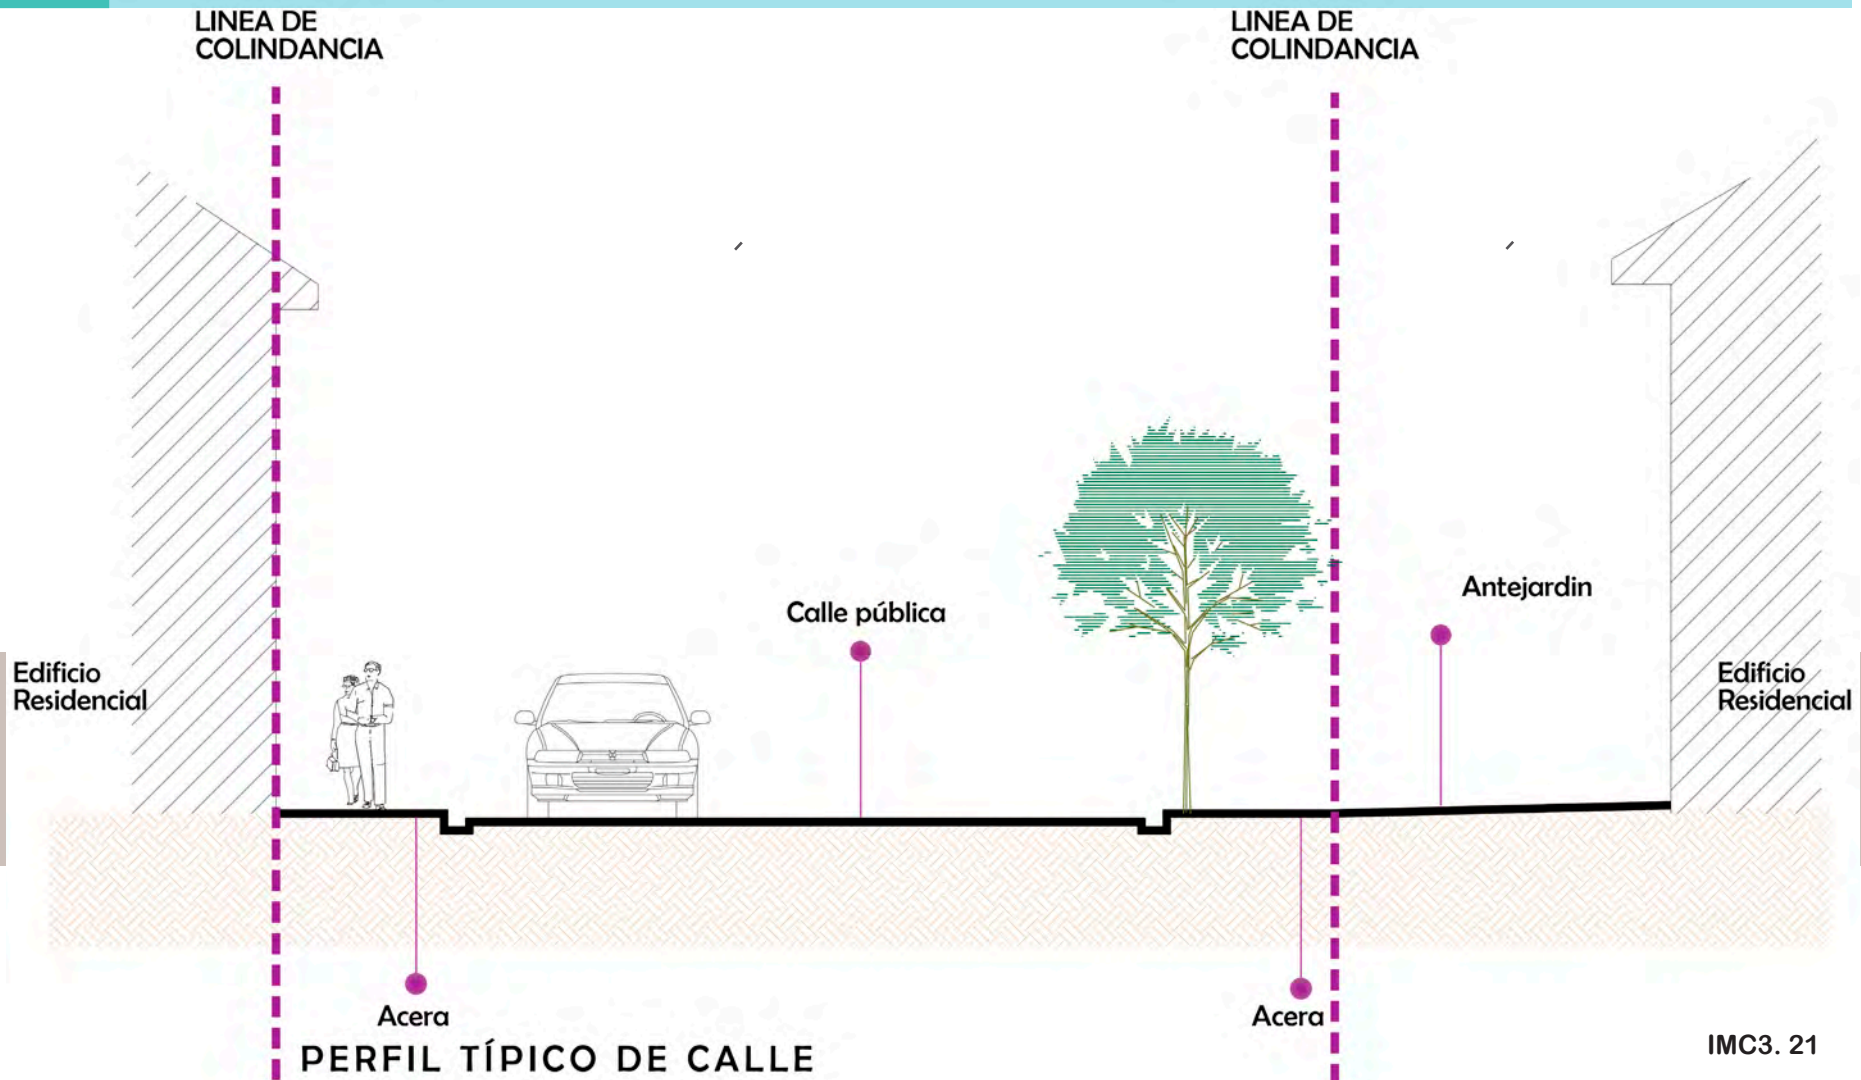 LINEA DE
COLINDANCIA
LINEA DE
COLINDANCIA
Calle pública
Antejardin
Edificio
Residencial
Edificio
Residencial
Acera
Acera
PERFIL TÍPICO DE CALLE
IMC3. 21